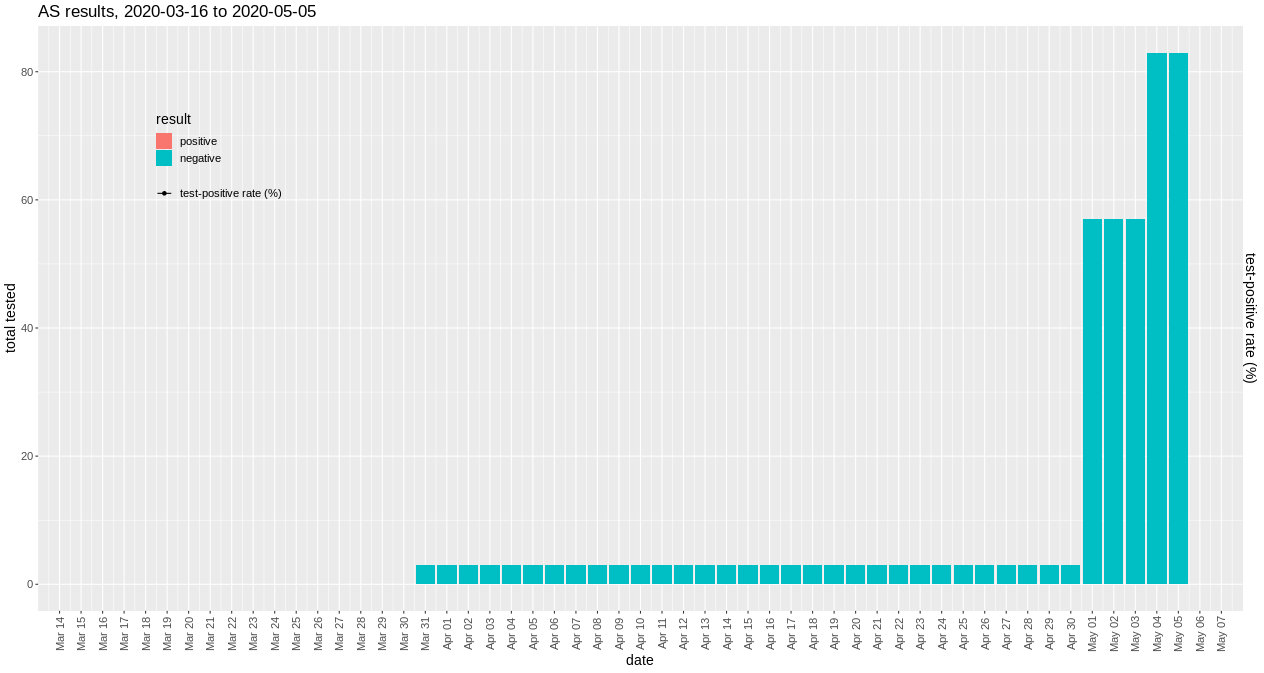 AS results, 2020-03-16 to 2020-05-05
result
positive
negative
test-positive rate (%)
total tested
80
60
40
20
0
test-positive rate (%)
Mar 14
Mar 15
Mar 16
Mar 17
Mar 18
Mar 19
Mar 20
Mar 21
Mar 22
Mar 23
Mar 24
Mar 25
Mar 26
Mar 27
Mar 28
Mar 29
Mar 30
Mar 31
Apr 01
Apr 02
Apr 03
Apr 04
Apr 05
Apr 06
Apr 07
Apr 08
Apr 09
Apr 10
Apr 11
Apr 12
Apr 13
Apr 14
Apr 15
Apr 16
Apr 17
Apr 18
Apr 19
Apr 20
Apr 21
Apr 22
Apr 23
Apr 24
Apr 25
Apr 26
Apr 27
Apr 28
Apr 29
Apr 30
May 01
May 02
May 03
May 04
May 05
May 06
May 07
date